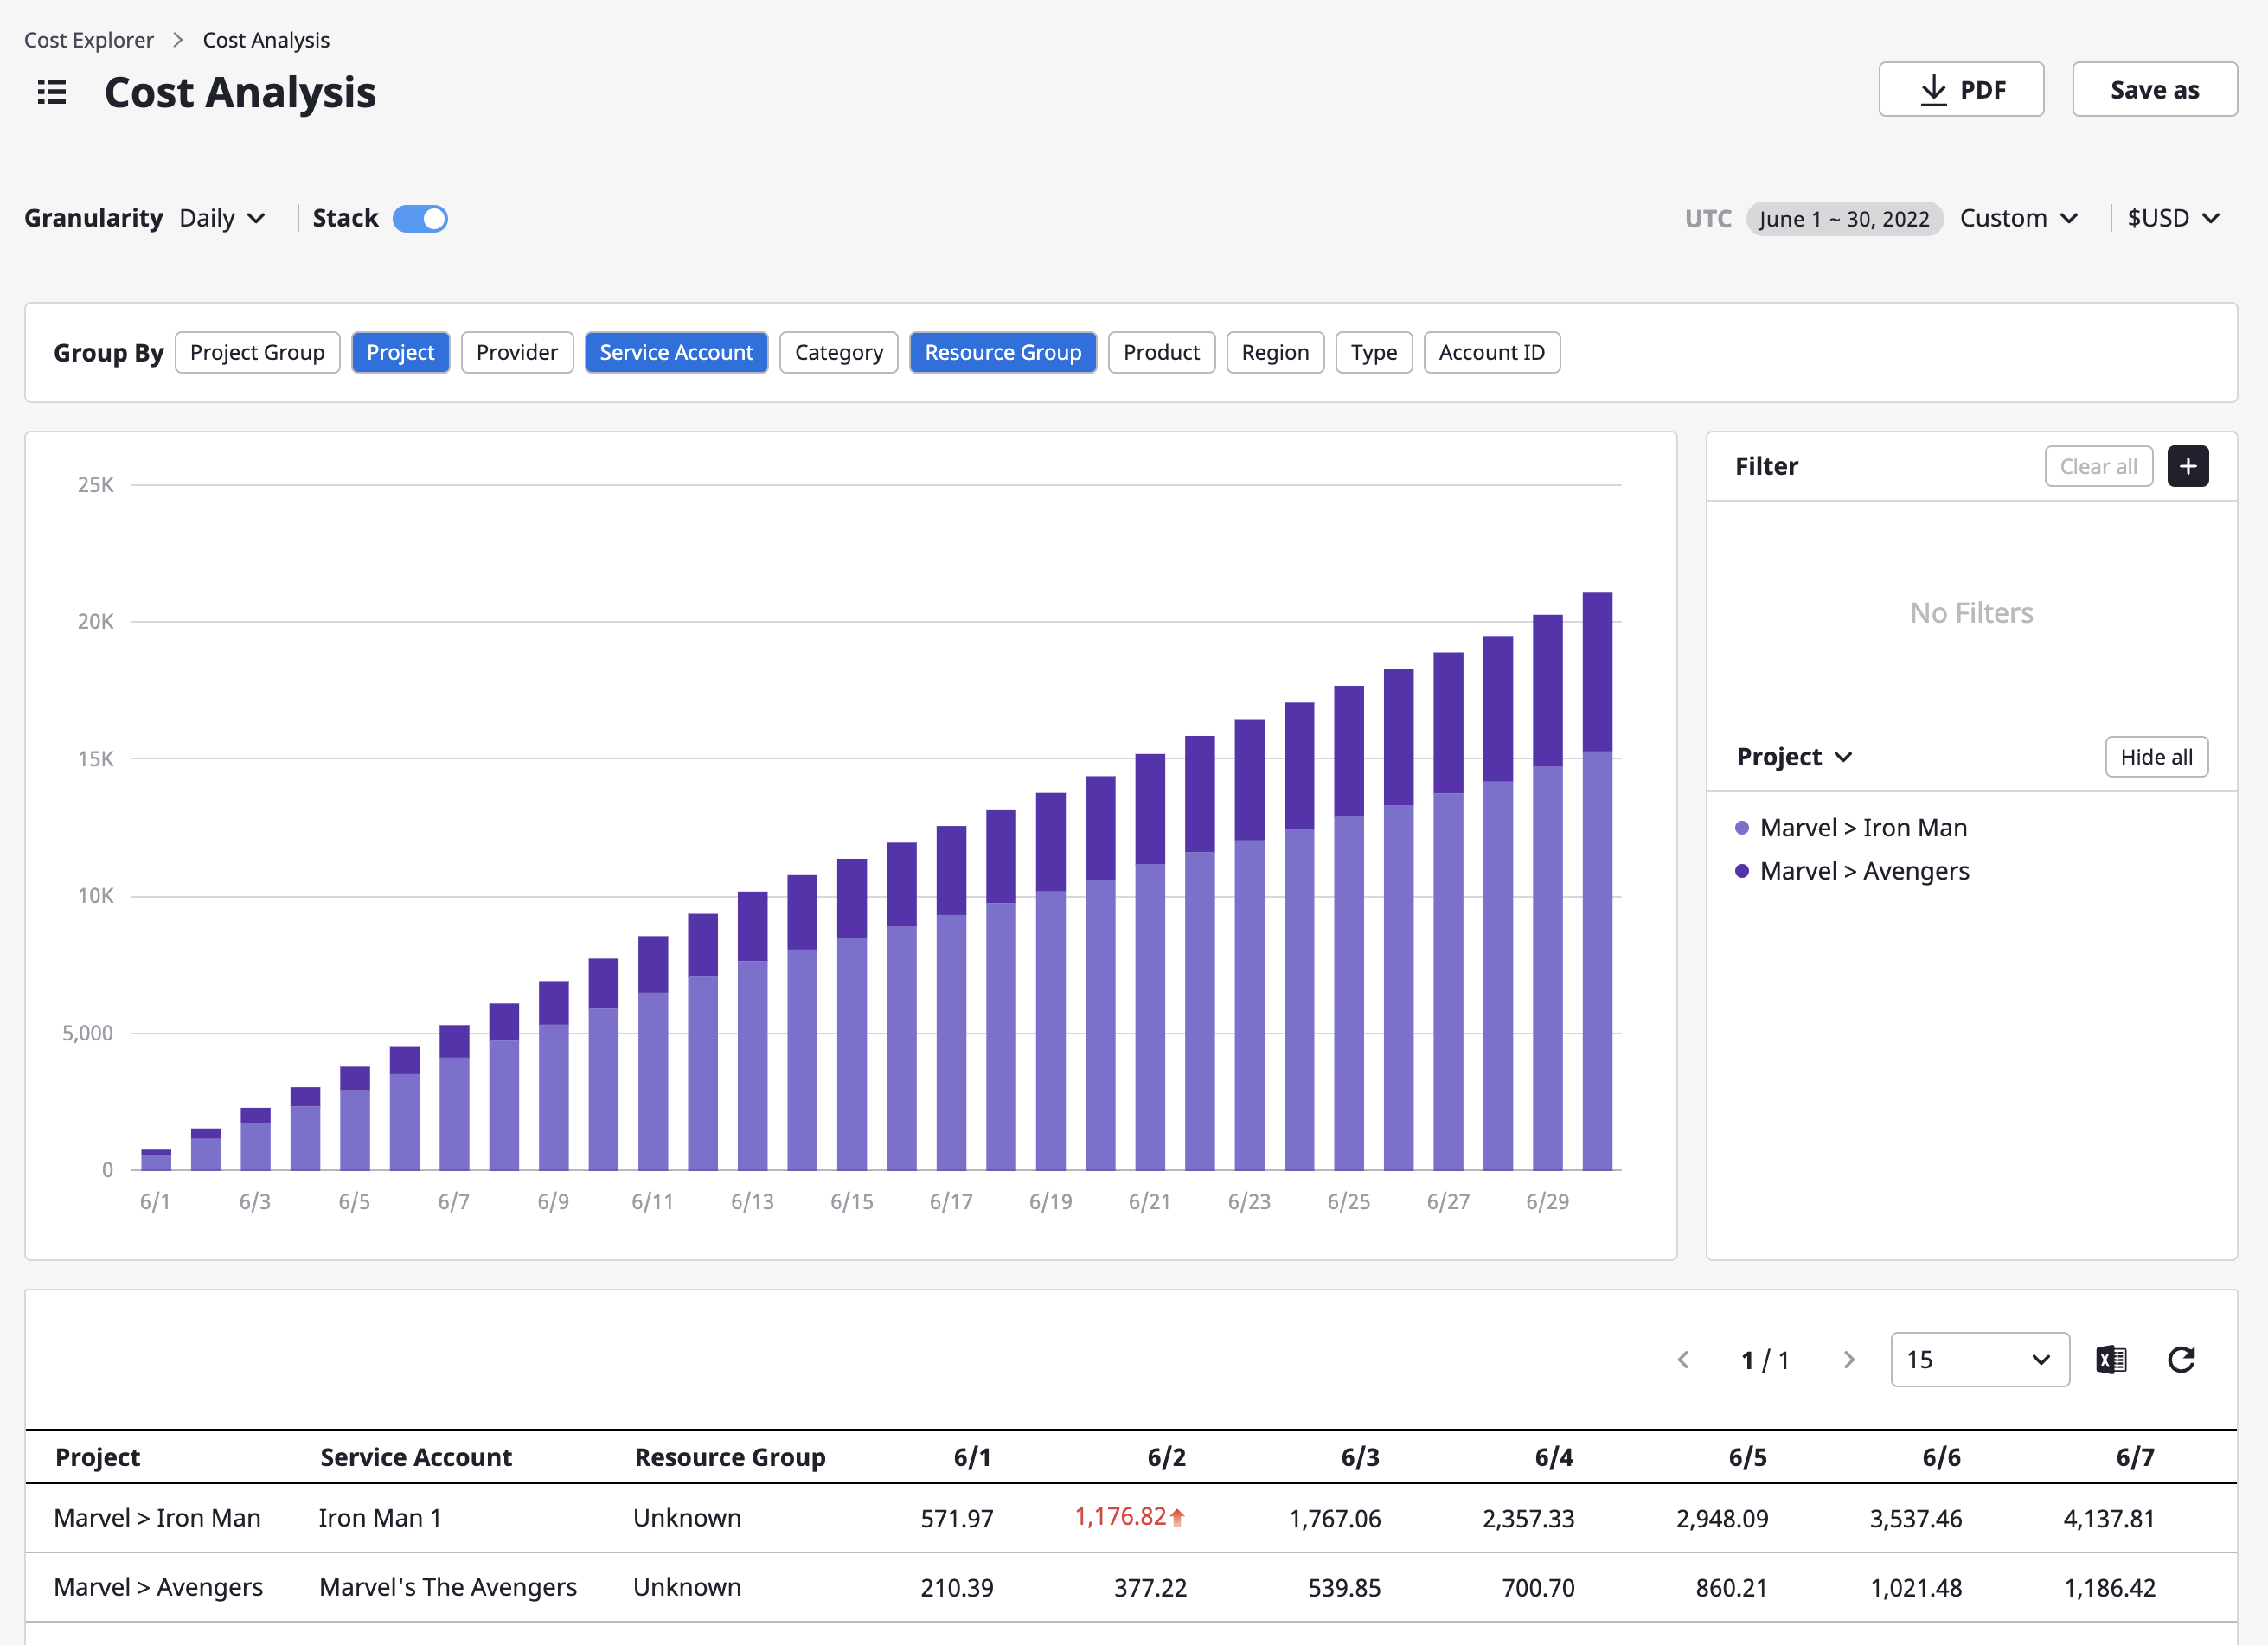 Cost Explorer > Cost Analysis
Cost Analysis
PDF
Save as
Granularity Daily
Stack
UTC June 1 ~ 30, 2022 Custom
$USD
Group By Project Group Project Provider Service Account Category Resource Group Product Region Type Account ID
25K
20K
15K
10K
5,000
0
6/1 6/3 6/5 6/7 6/9 6/11 6/13 6/15 6/17 6/19 6/21 6/23 6/25 6/27 6/29
Filter Clear all +
No Filters
Project Hide all
Marvel > Iron Man
Marvel > Avengers
1 / 1 15
Project Service Account Resource Group 6/1 6/2 6/3 6/4 6/5 6/6 6/7
Marvel > Iron Man Iron Man 1 Unknown 571.97 1,176.82 1,767.06 2,357.33 2,948.09 3,537.46 4,137.81
Marvel > Avengers Marvel's The Avengers Unknown 210.39 377.22 539.85 700.70 860.21 1,021.48 1,186.42